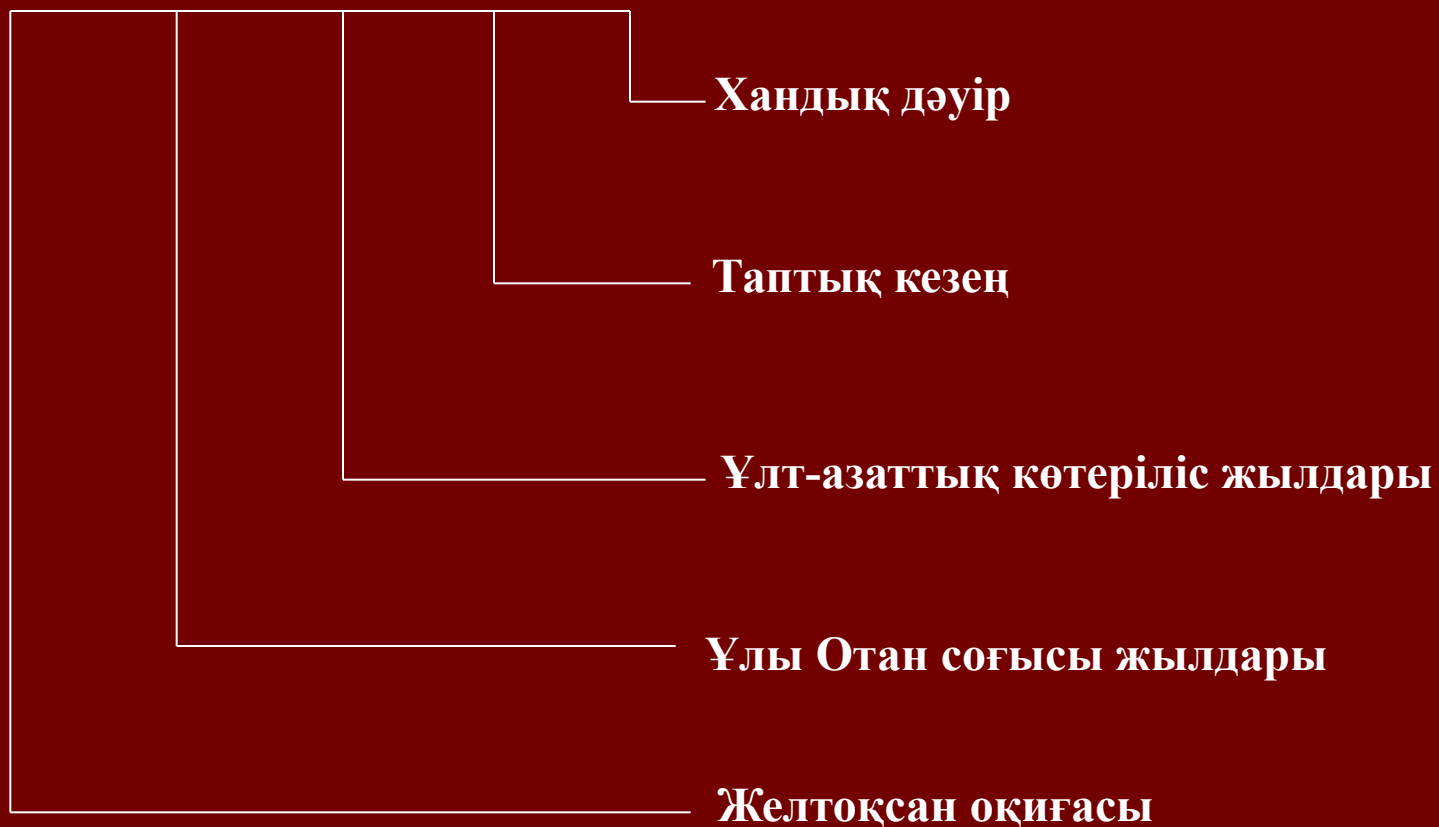 Хандық дәуір
Таптық кезең
Ұлт-азаттық көтеріліс жылдары
Ұлы Отан соғысы жылдары
Желтоқсан оқиғасы